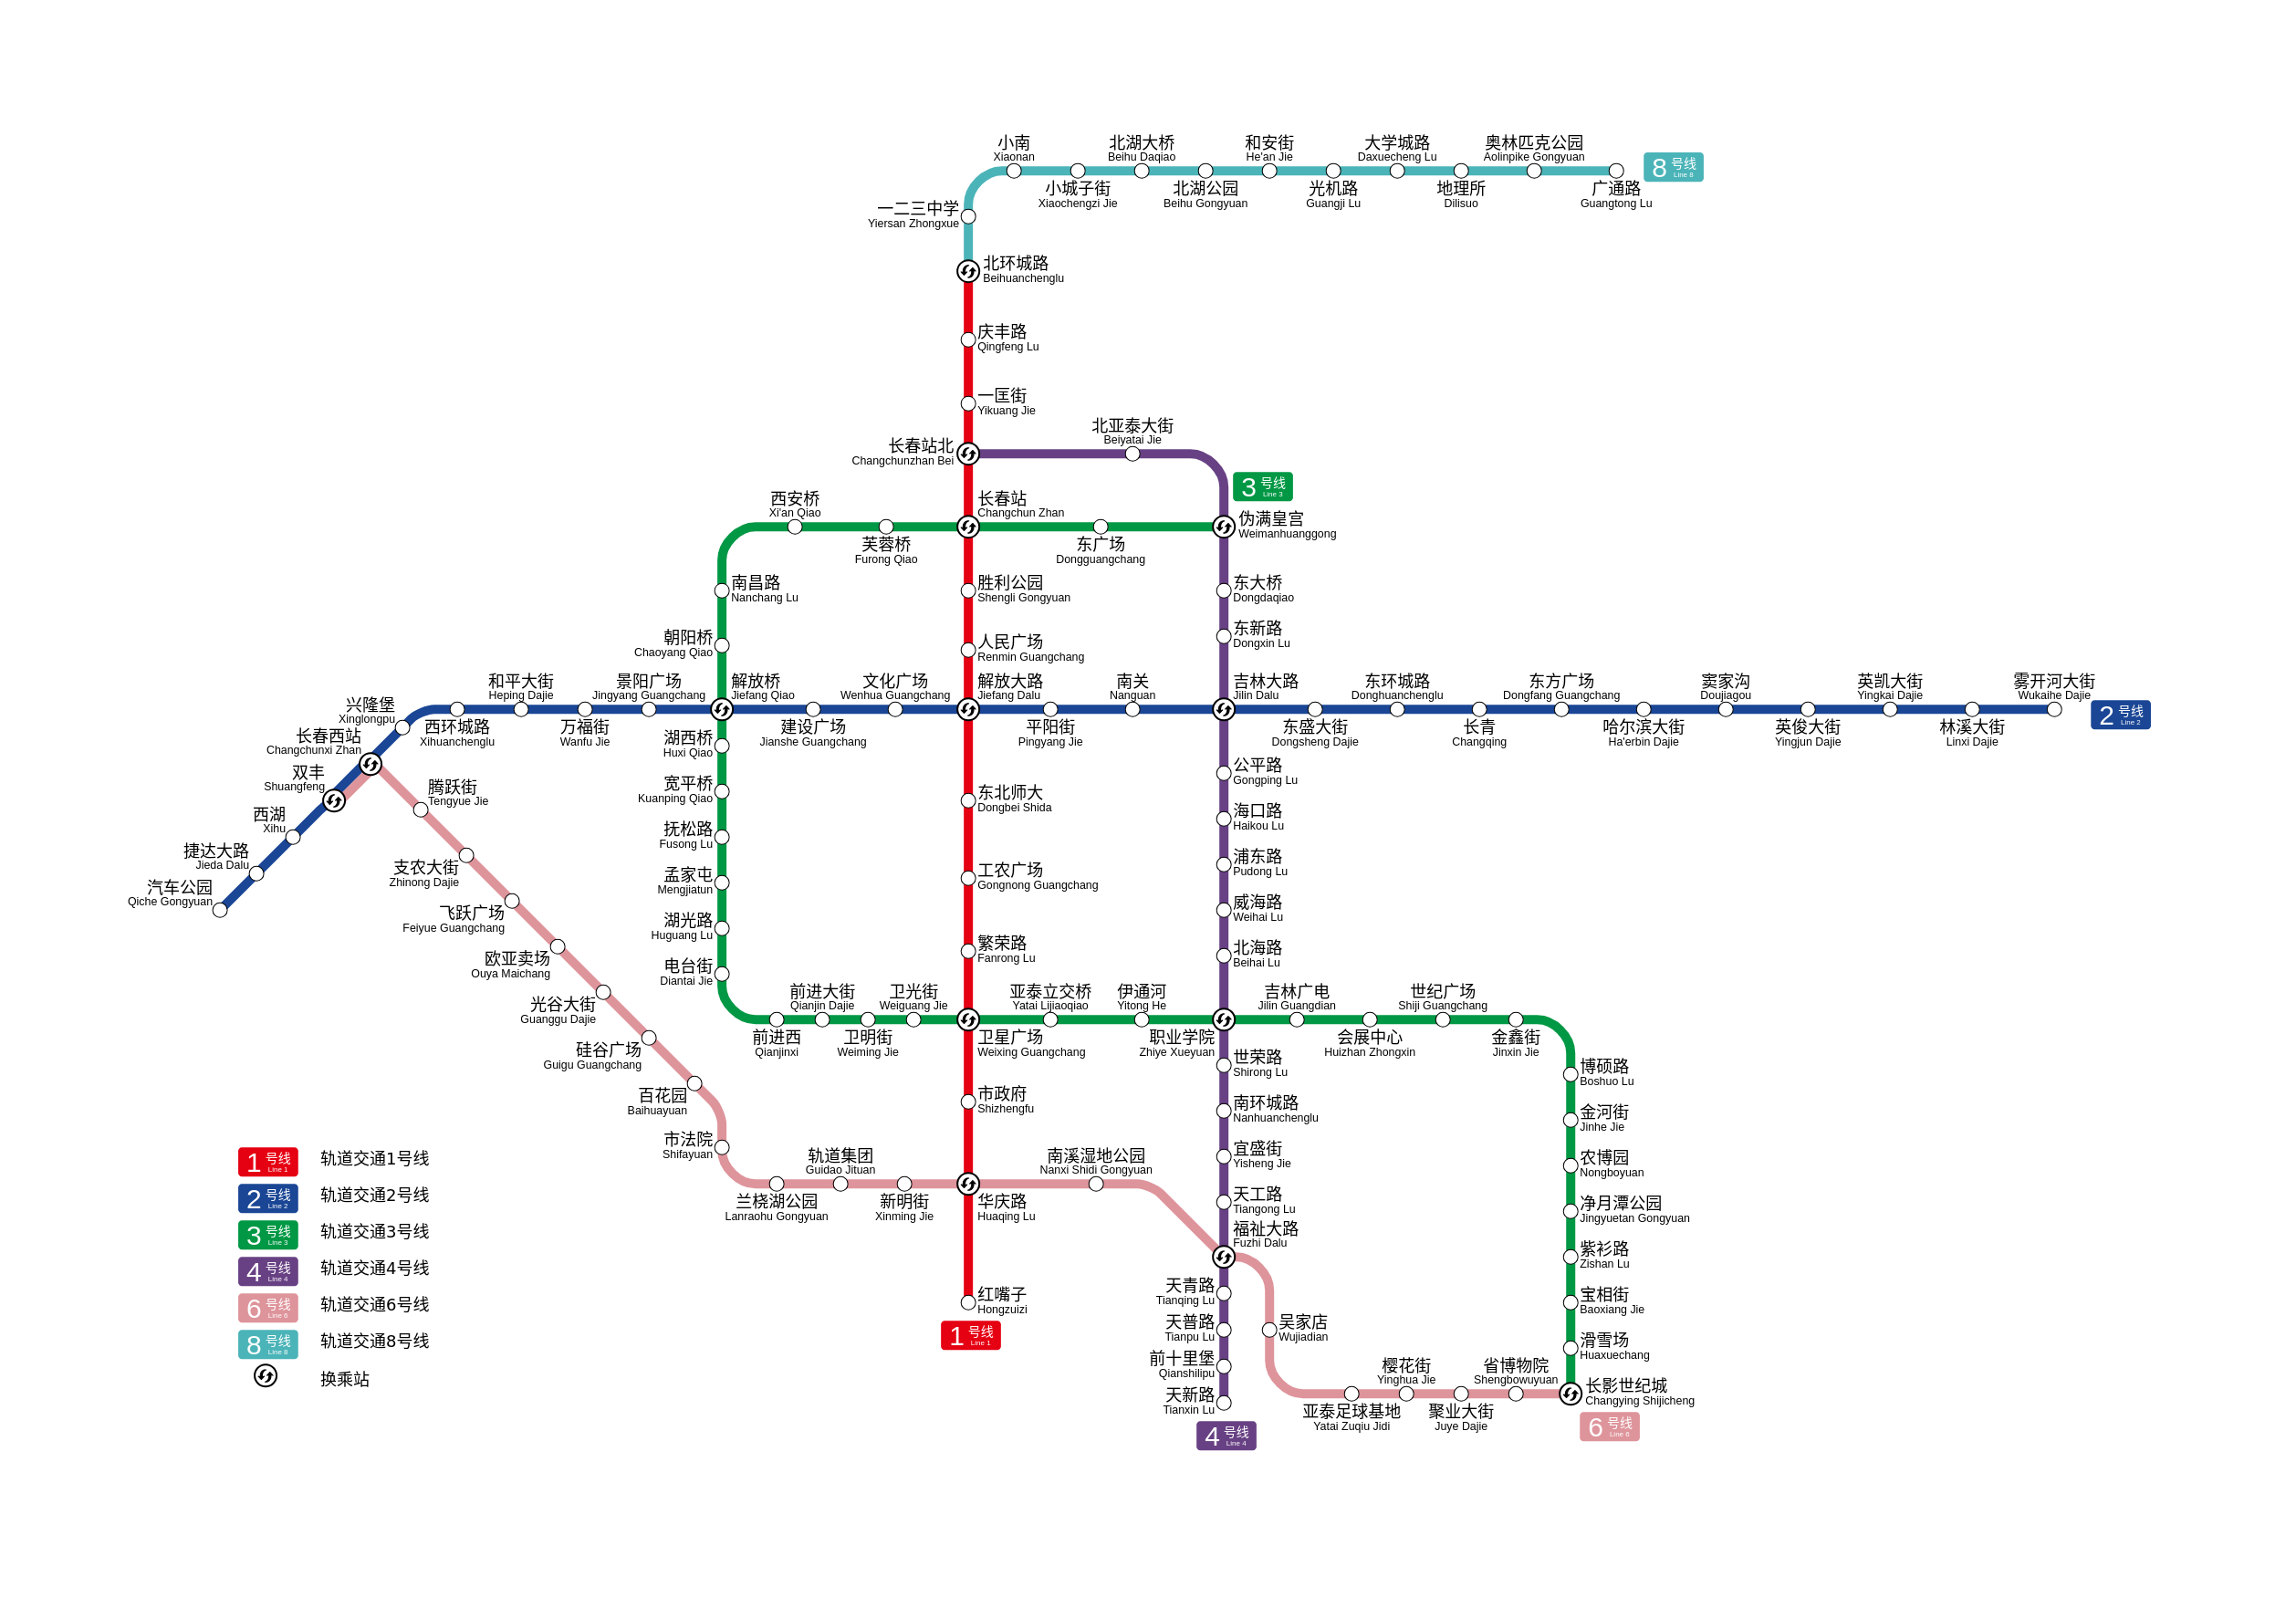 小南
Xiaonan
北湖大桥
Beihu Daqiao
和安街
He'an Jie
大学城路
Daxuecheng Lu
奥林匹克公园
Aolinpike Gongyuan
8 号线
Line 8
小城子街
Xiaochengzi Jie
北湖公园
Beihu Gongyuan
光机路
Guangji Lu
地理所
Dilisuo
广通路
Guangtong Lu
一二三中学
Yiersan Zhongxue
北环城路
Beihuanchenglu
庆丰路
Qingfeng Lu
一匡街
Yikuang Jie
长春站北
Changchunzhan Bei
北亚泰大街
Beiyatai Jie
3 号线
Line 3
西安桥
Xi'an Qiao
长春站
Changchun Zhan
伪满皇宫
Weimanhuanggong
芙蓉桥
Furong Qiao
东广场
Dongguangchang
南昌路
Nanchang Lu
胜利公园
Shengli Gongyuan
东大桥
Dongdaqiao
朝阳桥
Chaoyang Qiao
人民广场
Renmin Guangchang
东新路
Dongxin Lu
兴隆堡
Xinglongpu
和平大街
Heping Dajie
景阳广场
Jingyang Guangchang
解放桥
Jiefang Qiao
文化广场
Wenhua Guangchang
解放大路
Jiefang Dalu
南关
Nanguan
吉林大路
Jilin Dalu
东环城路
Donghuanchenglu
东方广场
Dongfang Guangchang
窦家沟
Doujiagou
英凯大街
Yingkai Dajie
雾开河大街
Wukaihe Dajie
2 号线
Line 2
长春西站
Changchunxi Zhan
西环城路
Xihuanchenglu
万福街
Wanfu Jie
建设广场
Jianshe Guangchang
平阳街
Pingyang Jie
东盛大街
Dongsheng Dajie
长青
Changqing
哈尔滨大街
Ha'erbin Dajie
英俊大街
Yingjun Dajie
林溪大街
Linxi Dajie
双丰
Shuangfeng
腾跃街
Tengyue Jie
湖西桥
Huxi Qiao
公平路
Gongping Lu
西湖
Xihu
宽平桥
Kuanping Qiao
东北师大
Dongbei Shida
海口路
Haikou Lu
捷达大路
Jieda Dalu
支农大街
Zhinong Dajie
抚松路
Fusong Lu
浦东路
Pudong Lu
汽车公园
Qiche Gongyuan
飞跃广场
Feiyue Guangchang
孟家屯
Mengjiatun
工农广场
Gongnong Guangchang
威海路
Weihai Lu
欧亚卖场
Ouya Maichang
湖光路
Huguang Lu
繁荣路
Fanrong Lu
北海路
Beihai Lu
光谷大街
Guanggu Dajie
电台街
Diantai Jie
前进大街
Qianjin Dajie
卫光街
Weiguang Jie
亚泰立交桥
Yatai Lijiaoqiao
伊通河
Yitong He
吉林广电
Jilin Guangdian
世纪广场
Shiji Guangchang
硅谷广场
Guigu Guangchang
前进西
Qianjinxi
卫明街
Weiming Jie
卫星广场
Weixing Guangchang
职业学院
Zhiye Xueyuan
会展中心
Huizhan Zhongxin
金鑫街
Jinxin Jie
世荣路
Shirong Lu
博硕路
Boshuo Lu
百花园
Baihuayuan
市政府
Shizhengfu
南环城路
Nanhuanchenglu
金河街
Jinhe Jie
市法院
Shifayuan
轨道集团
Guidao Jituan
南溪湿地公园
Nanxi Shidi Gongyuan
宜盛街
Yisheng Jie
农博园
Nongboyuan
兰桡湖公园
Lanraohu Gongyuan
新明街
Xinming Jie
华庆路
Huaqing Lu
天工路
Tiangong Lu
净月潭公园
Jingyuetan Gongyuan
福祉大路
Fuzhi Dalu
紫衫路
Zishan Lu
天青路
Tianqing Lu
红嘴子
Hongzuizi
宝相街
Baoxiang Jie
天普路
Tianpu Lu
吴家店
Wujiadian
1 号线
Line 1
滑雪场
Huaxuechang
前十里堡
Qianshilipu
樱花街
Yinghua Jie
省博物院
Shengbowuyuan
长影世纪城
Changying Shijicheng
天新路
Tianxin Lu
亚泰足球基地
Yatai Zuqiu Jidi
聚业大街
Juye Dajie
4 号线
Line 4
6 号线
Line 6
1 号线
Line 1
轨道交通1号线
2 号线
Line 2
轨道交通2号线
3 号线
Line 3
轨道交通3号线
4 号线
Line 4
轨道交通4号线
6 号线
Line 6
轨道交通6号线
8 号线
Line 8
轨道交通8号线
换乘站